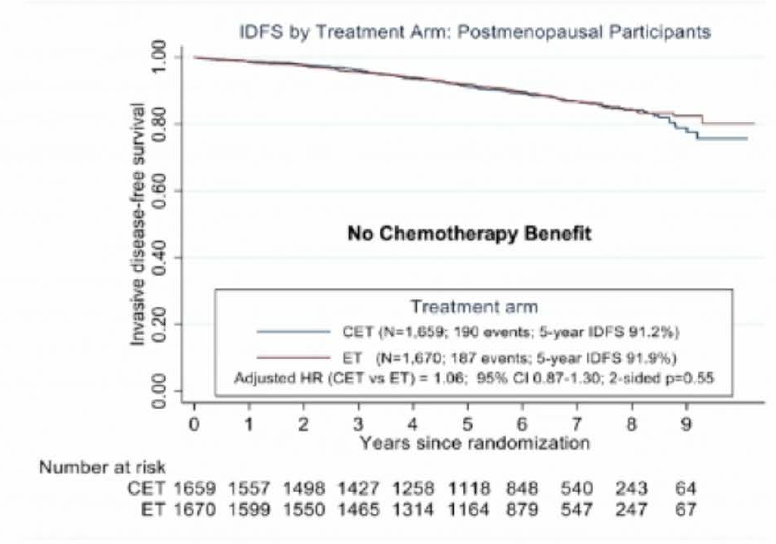 IDFS by Treatment Arm: Postmenopausal Participants
Invasive disease-free survival
1.00
0.80
0.60
0.40
0.20
0.00
No Chemotherapy Benefit
Treatment arm
CET (N=1,659; 190 events; 5-year IDFS 91.2%)
ET (N=1,670; 187 events; 5-year IDFS 91.9%)
Adjusted HR (CET vs ET) = 1.06; 95% CI 0.87-1.30; 2-sided p=0.55
0 1 2 3 4 5 6 7 8 9
Years since randomization
Number at risk
CET 1659 1557 1498 1427 1258 1118 848 540 243 64
ET 1670 1599 1550 1465 1314 1164 879 547 247 67